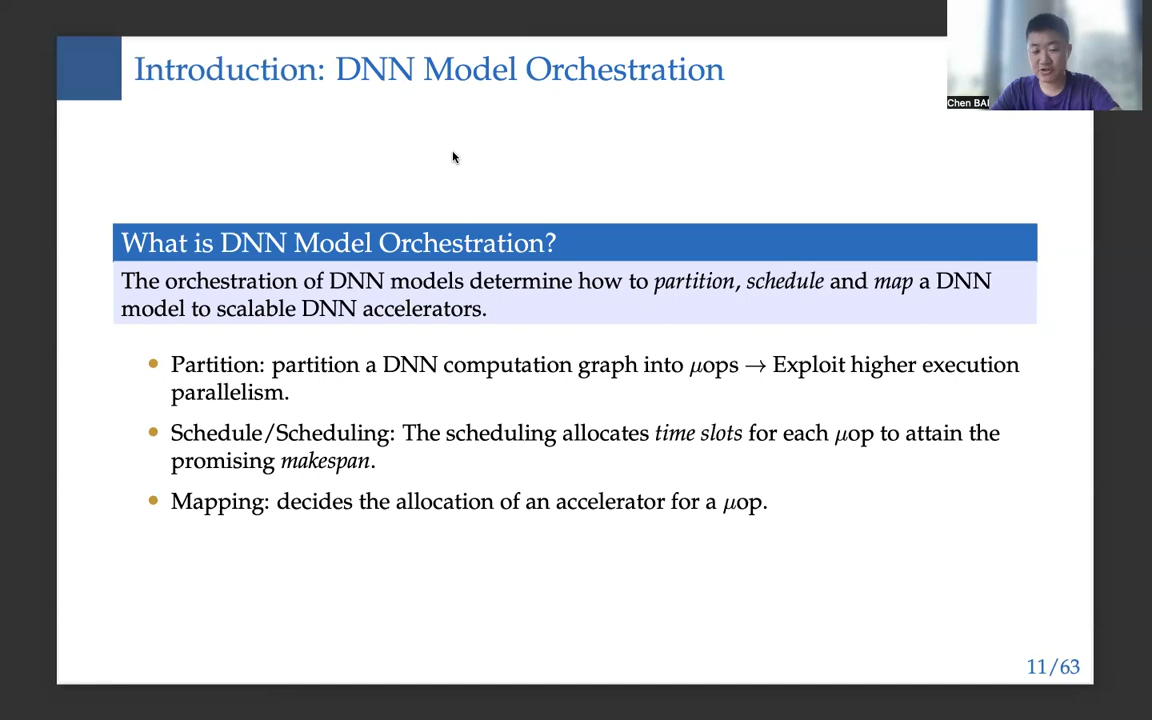 Introduction: DNN Model Orchestration
Chen BAI
What is DNN Model Orchestration?
The orchestration of DNN models determine how to partition, schedule and map a DNN
model to scalable DNN accelerators.
• Partition: partition a DNN computation graph into μops → Exploit higher execution
parallelism.
• Schedule/Scheduling: The scheduling allocates time slots for each μop to attain the
promising makespan.
• Mapping: decides the allocation of an accelerator for a μop.
11/63